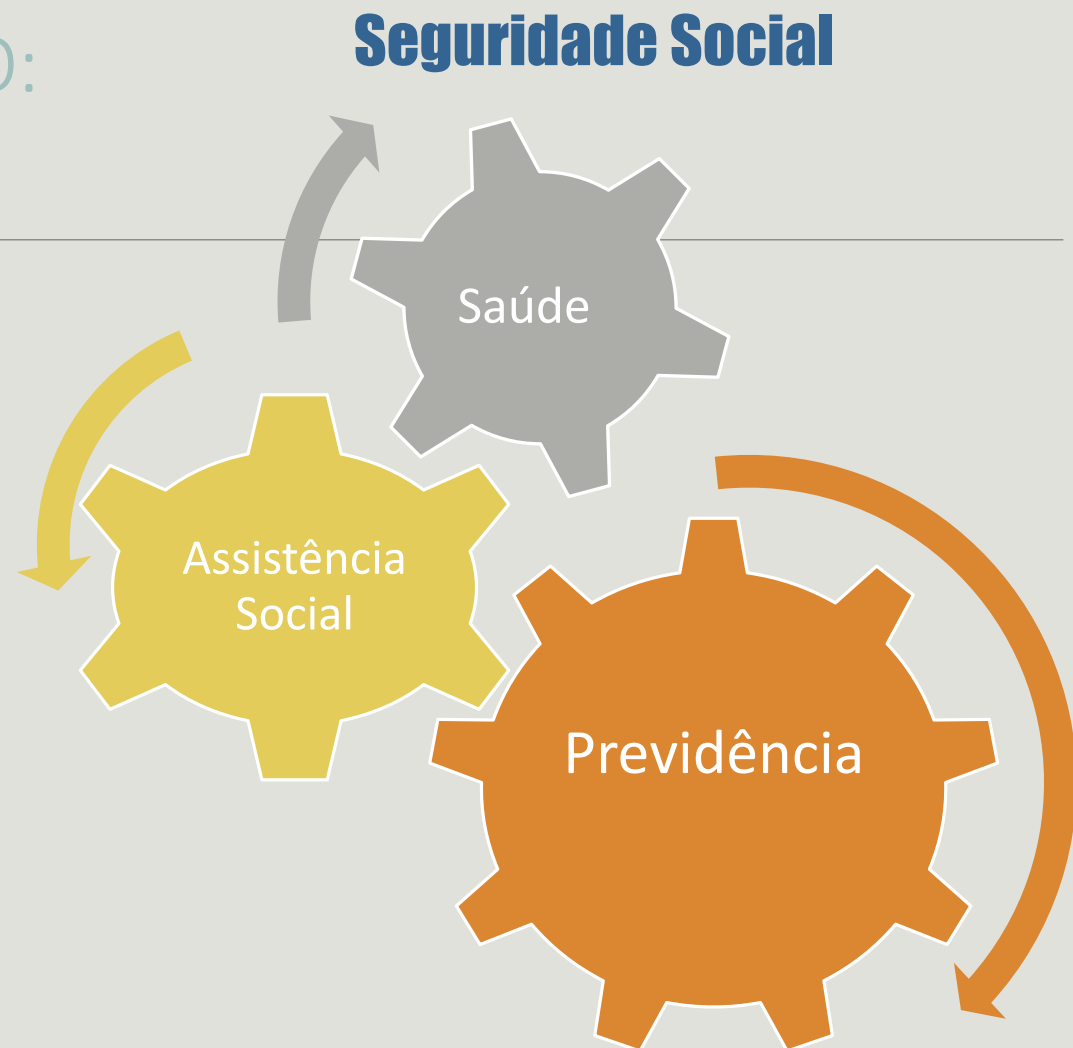 Seguridade Social
Saúde
Assistência
Social
Previdência